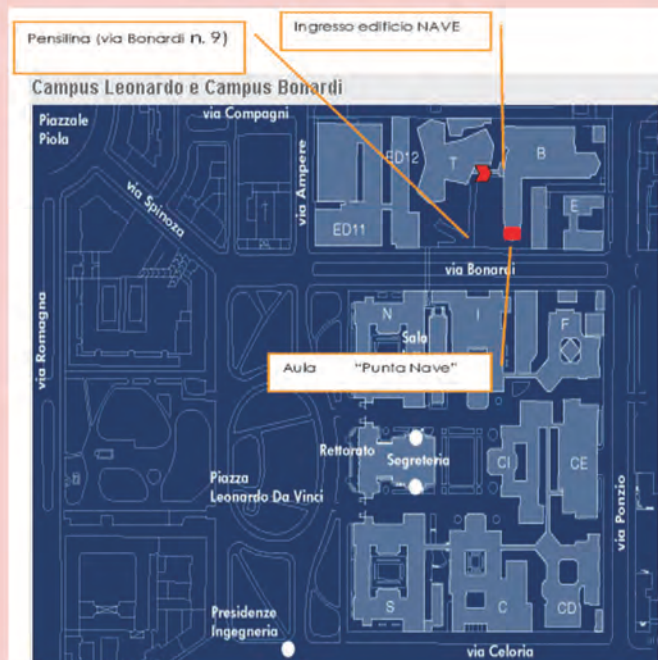 Ingresso edificio NAVE
Pensilina (via Bonardi n. 9)
Campus Leonardo e Campus Bonardi
via Compagni
Piazzale
Piola
via Spinoza
via Ampere
ED12
T
B
E
ED11
via Bonardi
via Romagna
N
I
F
Sala
Aula "Punta Nave"
Rettorato
Segreteria
CI
CE
Piazza
Leonardo Da Vinci
via Ponzio
S
C
CD
Presidenze
Ingegneria
via Celoria